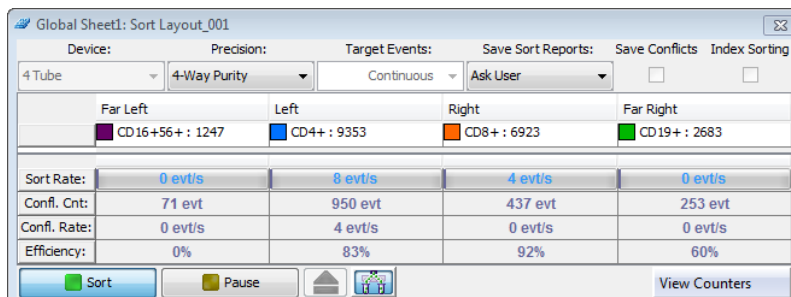 Global Sheet1: Sort Layout_001
Device: Precision: Target Events: Save Sort Reports: Save Conflicts Index Sorting
4 Tube 4-Way Purity Continuous Ask User
Far Left Left Right Far Right
CD16+56+ : 1247 CD4+ : 9353 CD8+ : 6923 CD19+ : 2683
Sort Rate: 0 evt/s 8 evt/s 4 evt/s 0 evt/s
Confl. Cnt: 71 evt 950 evt 437 evt 253 evt
Confl. Rate: 0 evt/s 4 evt/s 0 evt/s 0 evt/s
Efficiency: 0% 83% 92% 60%
Sort Pause View Counters